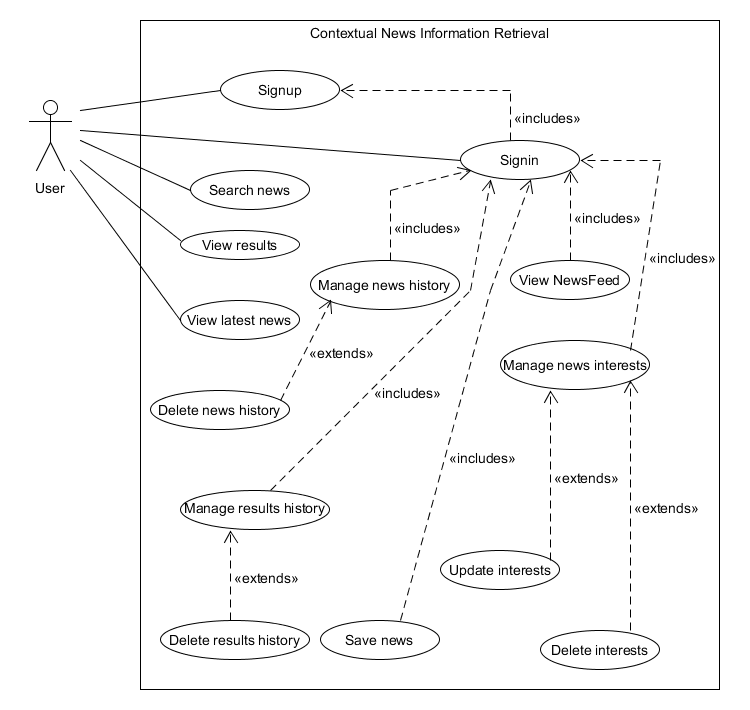 Contextual News Information Retrieval
Signup
«includes»
User
Signin
Search news
«includes»
«includes»
View results
«includes»
Manage news history
View NewsFeed
View latest news
«extends»
Manage news interests
«includes»
Delete news history
«includes»
«extends»
Manage results history
«extends»
«extends»
Update interests
Delete results history
Save news
Delete interests